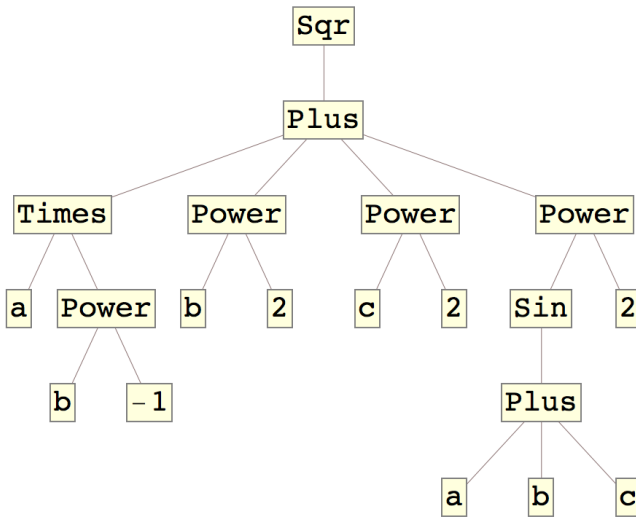 Sqr
Plus
Times Power Power Power
a Power b 2 c 2 Sin 2
b -1 Plus
a b c